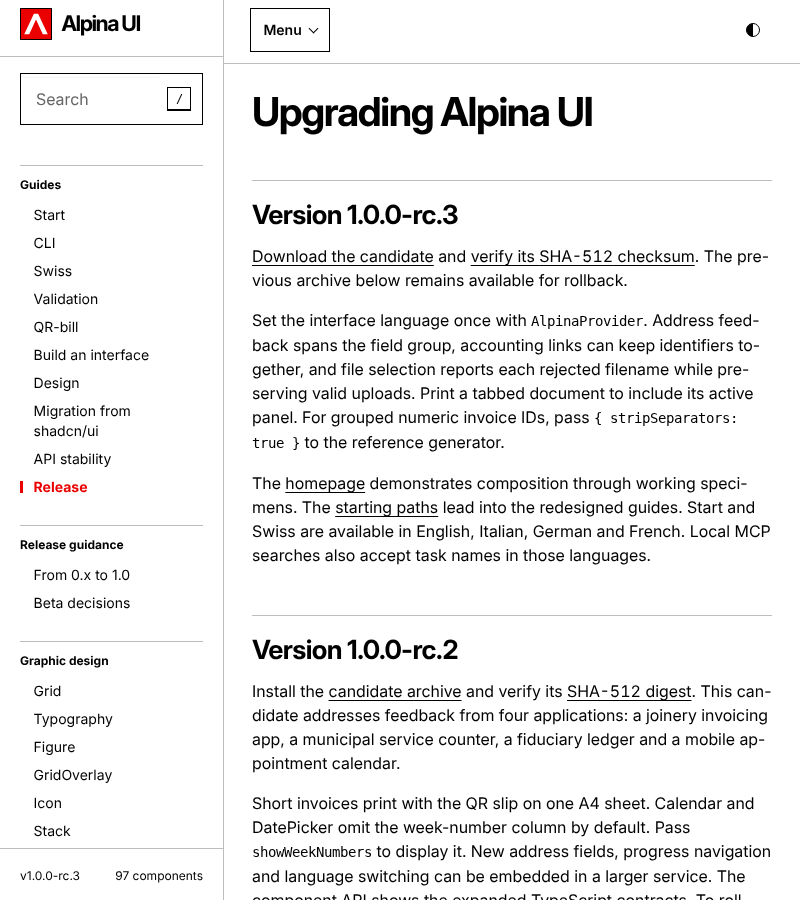 Alpina UI
Search
/
Guides
Start
CLI
Swiss
Validation
QR-bill
Build an interface
Design
Migration from
shadcn/ui
API stability
Release
Release guidance
From 0.x to 1.0
Beta decisions
Graphic design
Grid
Typography
Figure
GridOverlay
Icon
Stack
v1.0.0-rc.3
97 components
Menu
Upgrading Alpina UI
Version 1.0.0-rc.3
Download the candidate and verify its SHA-512 checksum. The pre-
vious archive below remains available for rollback.
Set the interface language once with AlpinaProvider. Address feed-
back spans the field group, accounting links can keep identifiers to-
gether, and file selection reports each rejected filename while pre-
serving valid uploads. Print a tabbed document to include its active
panel. For grouped numeric invoice IDs, pass { stripSeparators:
true } to the reference generator.
The homepage demonstrates composition through working speci-
mens. The starting paths lead into the redesigned guides. Start and
Swiss are available in English, Italian, German and French. Local MCP
searches also accept task names in those languages.
Version 1.0.0-rc.2
Install the candidate archive and verify its SHA-512 digest. This can-
didate addresses feedback from four applications: a joinery invoicing
app, a municipal service counter, a fiduciary ledger and a mobile ap-
pointment calendar.
Short invoices print with the QR slip on one A4 sheet. Calendar and
DatePicker omit the week-number column by default. Pass
showWeekNumbers to display it. New address fields, progress navigation
and language switching can be embedded in a larger service. The
component API shows the expanded TypeScript contracts. To roll